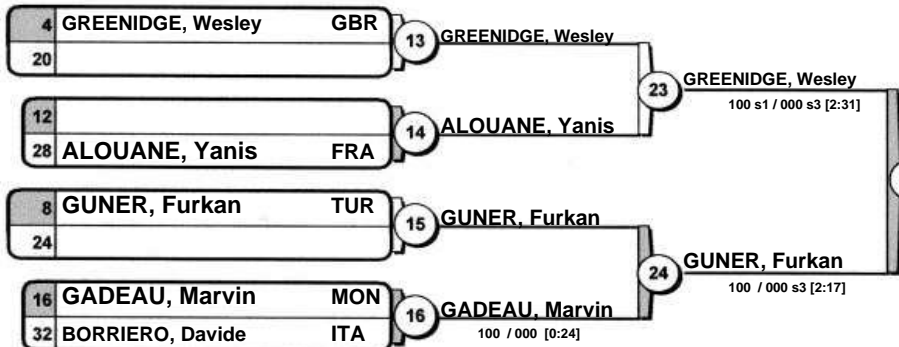 4 GREENIDGE, Wesley GBR
20
13 GREENIDGE, Wesley
23 GREENIDGE, Wesley
100 s1 / 000 s3 [2:31]
12
28 ALOUANE, Yanis FRA
14 ALOUANE, Yanis
8 GUNER, Furkan TUR
24
15 GUNER, Furkan
24 GUNER, Furkan
100 / 000 s3 [2:17]
16 GADEAU, Marvin MON
32 BORRIERO, Davide ITA
16 GADEAU, Marvin
100 / 000 [0:24]